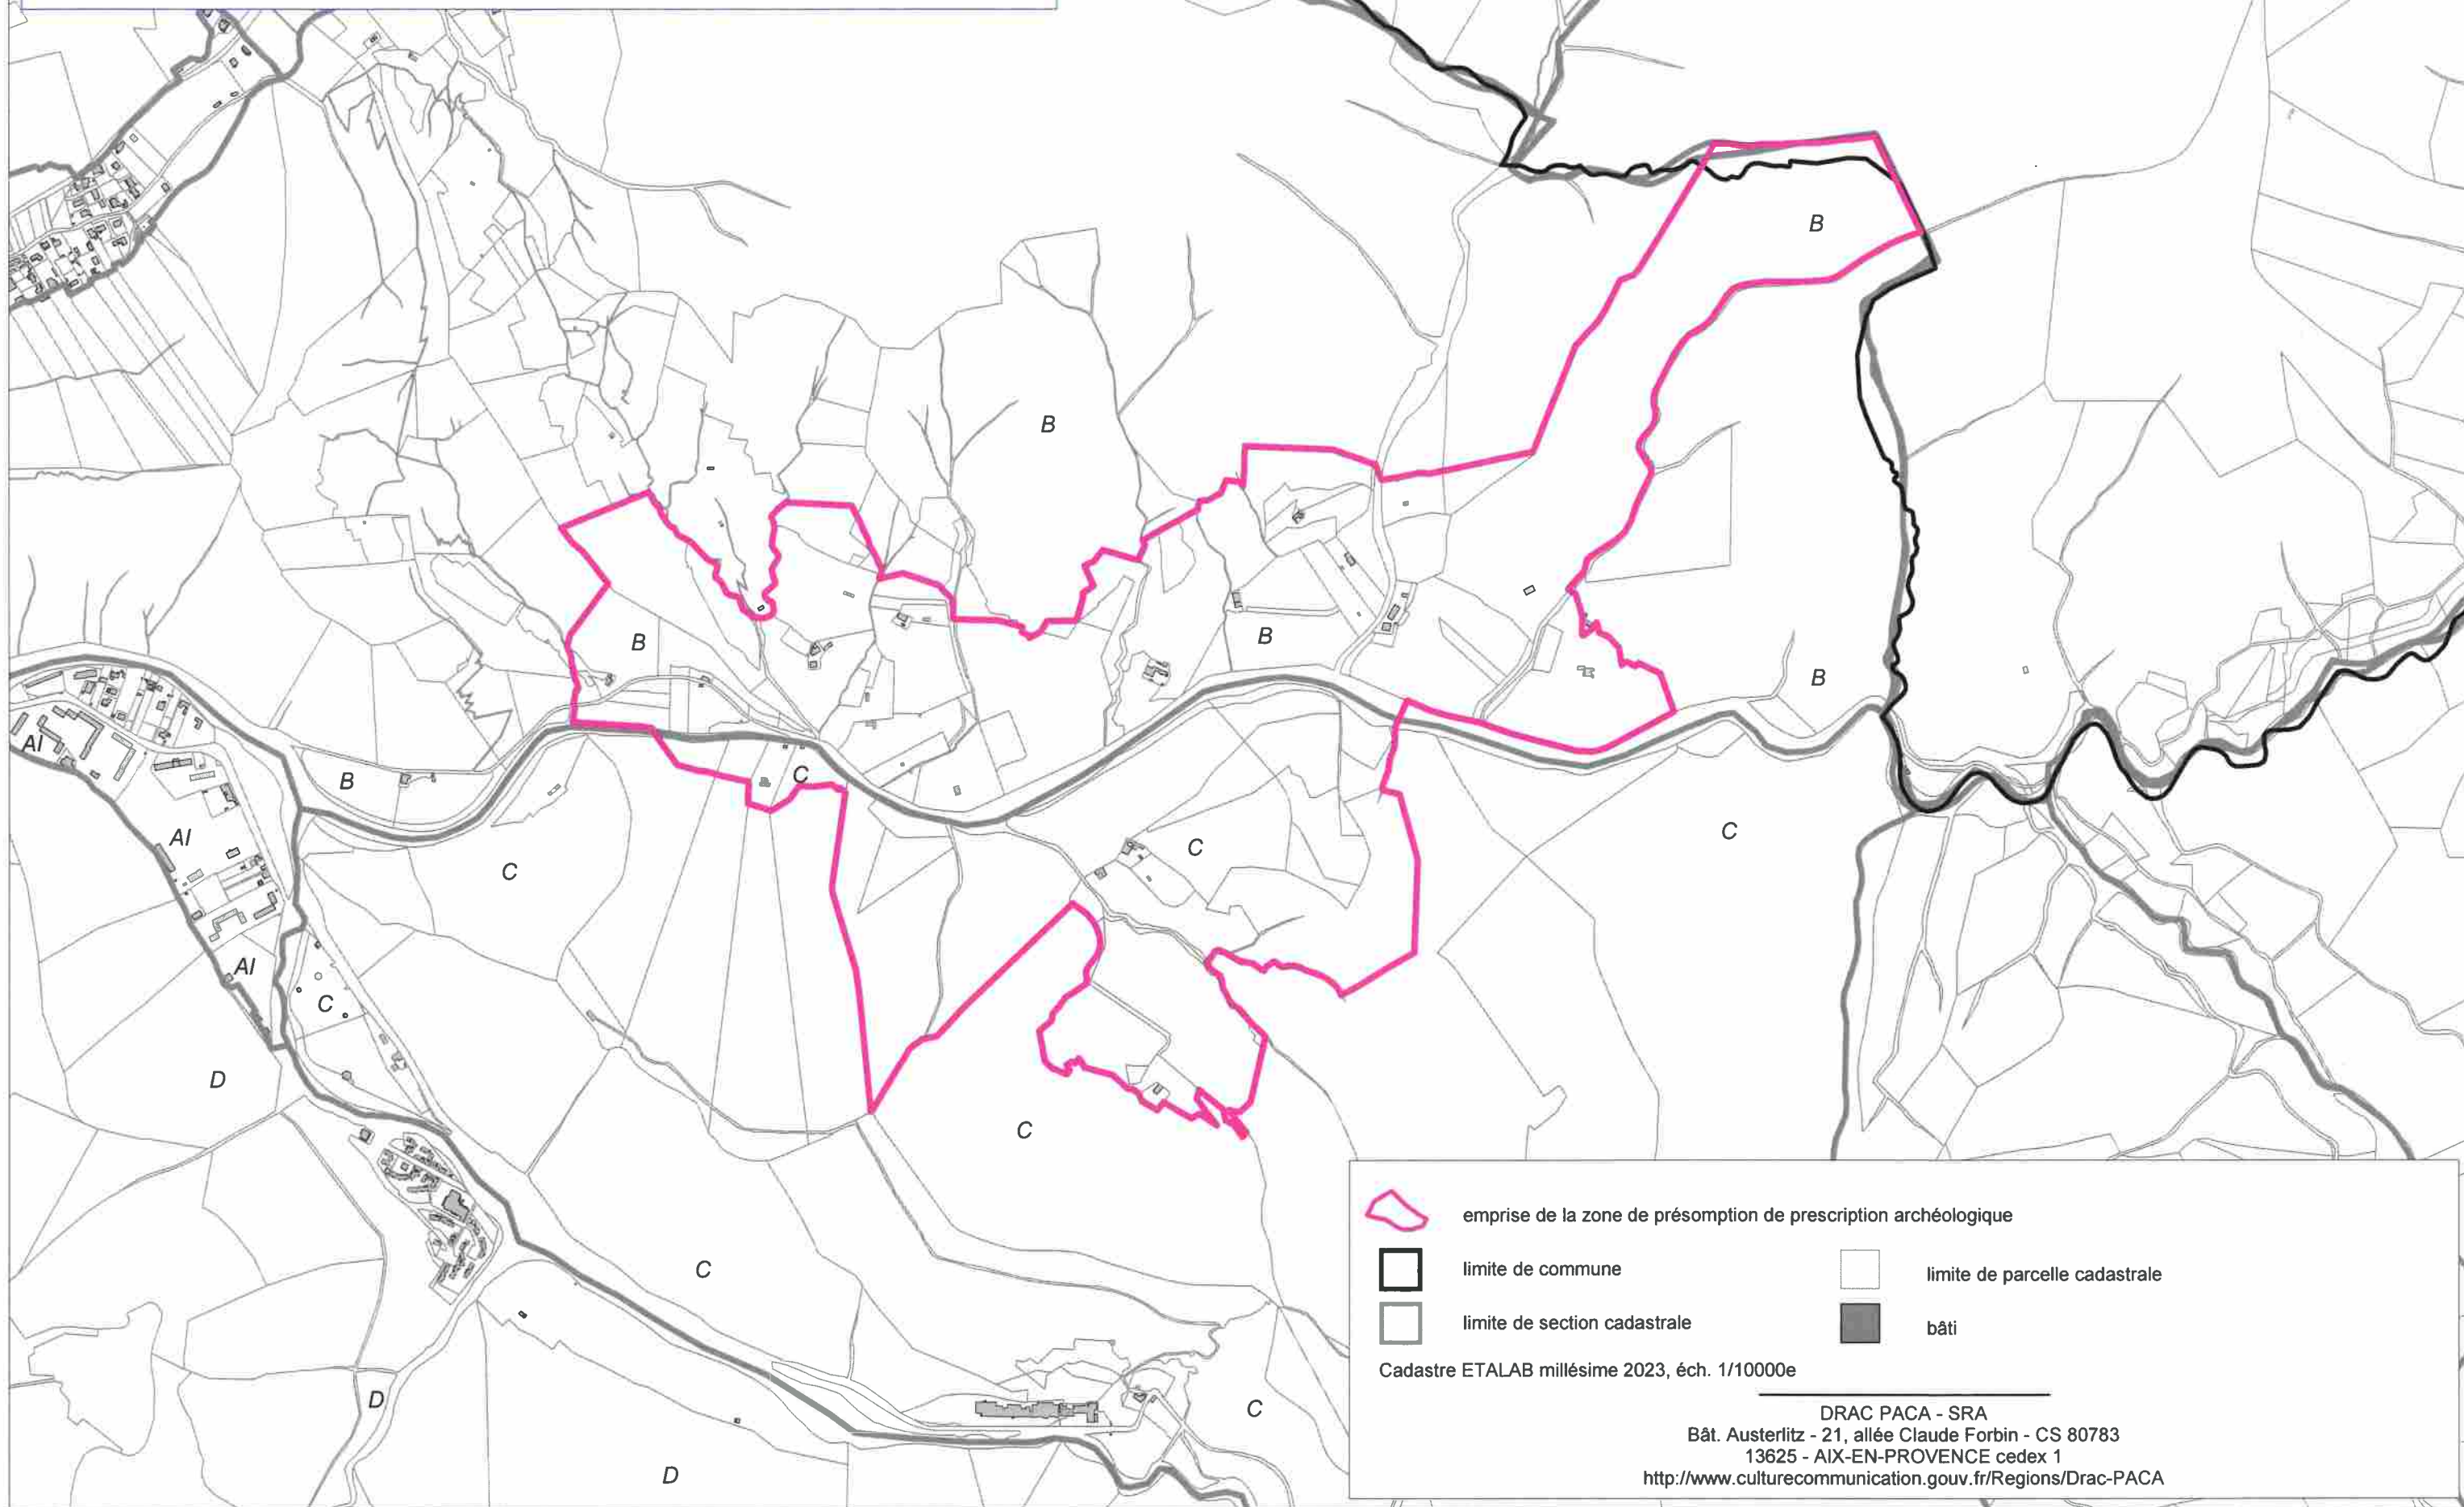 B
B
B
B
B
AI
C
B
AI
C
C
C
AI
C
D
C
C
D
C
D
emprise de la zone de présomption de prescription archéologique
limite de commune
limite de parcelle cadastrale
limite de section cadastrale
bâti
Cadastre ETALAB millésime 2023, éch. 1/10000e
DRAC PACA - SRA
Bât. Austerlitz - 21, allée Claude Forbin - CS 80783
13625 - AIX-EN-PROVENCE cedex 1
http://www.culturecommunication.gouv.fr/Regions/Drac-PACA